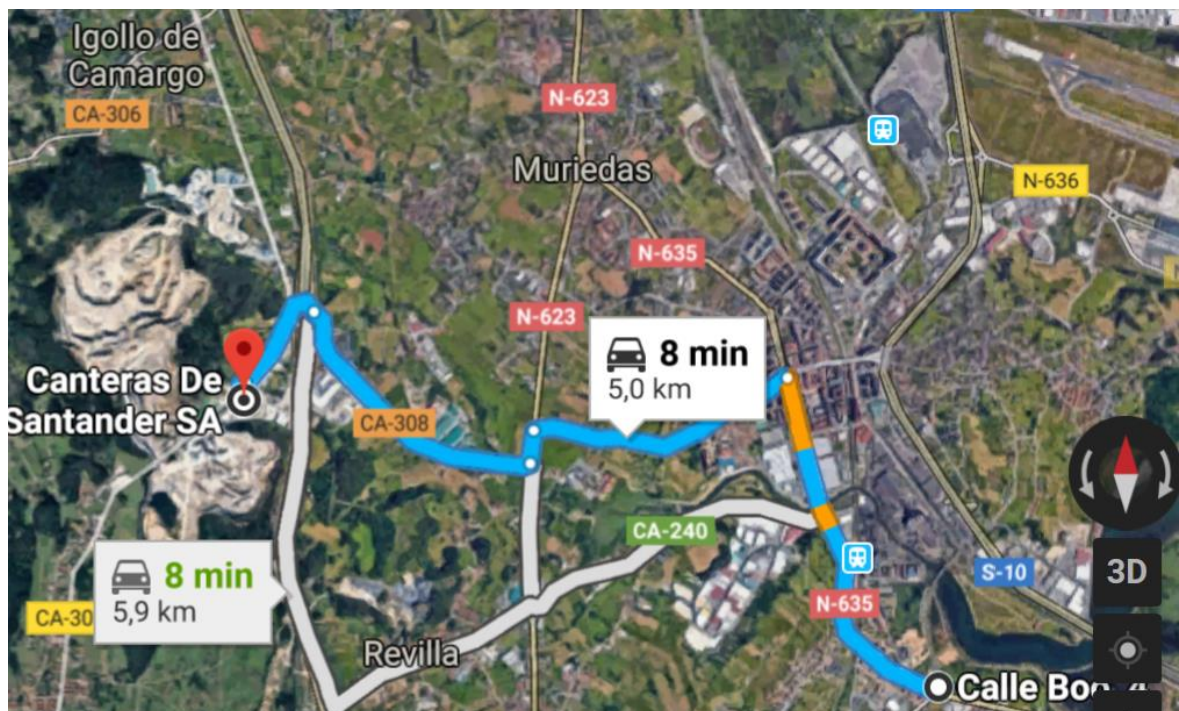 Igollo de
Camargo
CA-306
N-623
Muriedas
N-636
N-635
N-623
8 min
5,0 km
Canteras De
Santander SA
CA-308
CA-240
8 min
5,9 km
S-10
3D
CA-30
N-635
Revilla
Calle